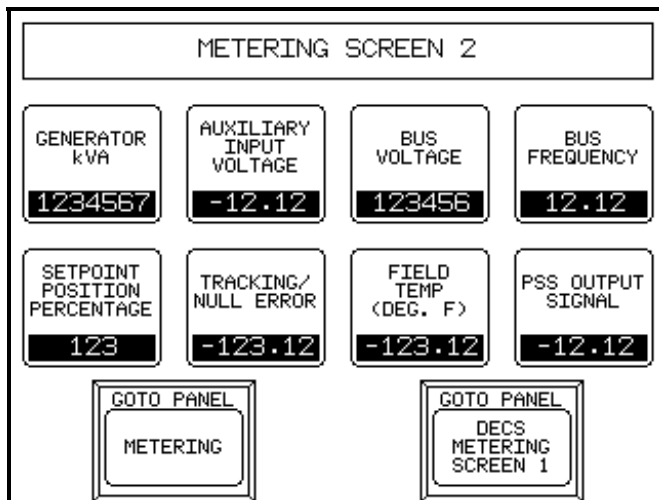 METERING SCREEN 2
GENERATOR
kVA
1234567
AUXILIARY
INPUT
VOLTAGE
-12.12
BUS
VOLTAGE
123456
BUS
FREQUENCY
12.12
SETPOINT
POSITION
PERCENTAGE
123
TRACKING/
NULL ERROR
-123.12
FIELD
TEMP
(DEG. F)
-123.12
PSS OUTPUT
SIGNAL
-12.12
GOTO PANEL
METERING
GOTO PANEL
DECS
METERING
SCREEN 1